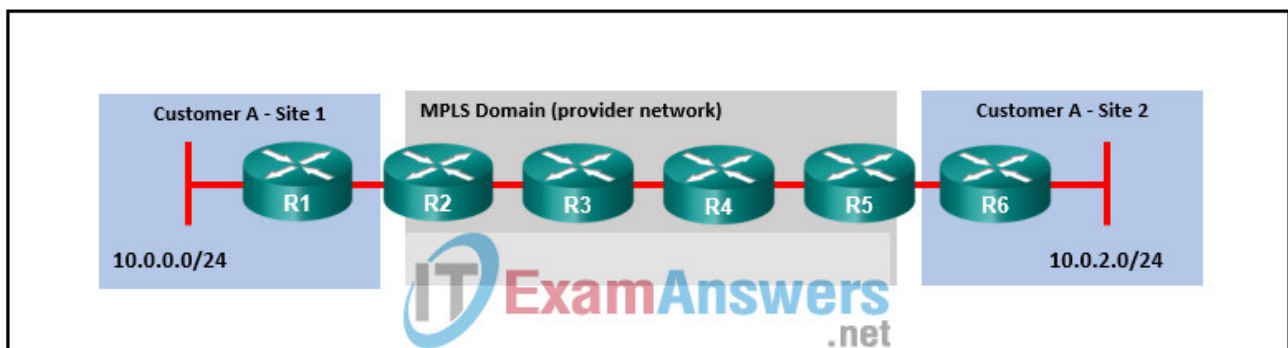 Customer A - Site 1
MPLS Domain (provider network)
Customer A - Site 2
R1
R2
R3
R4
R5
R6
10.0.0.0/24
10.0.2.0/24
ITExamAnswers
.net